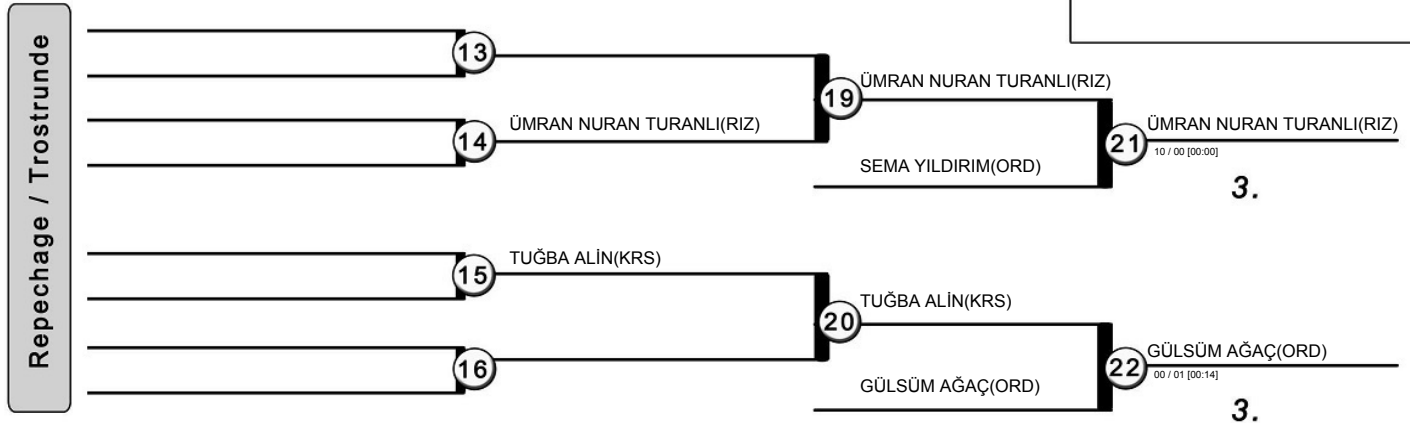 Repechage / Trostrunde
13
14
ÜMRAN NURAN TURANLI(RIZ)
19
ÜMRAN NURAN TURANLI(RIZ)
SEMA YILDIRIM(ORD)
21
ÜMRAN NURAN TURANLI(RIZ)
10 / 00 [00:00]
3.
15
TUĞBA ALİN(KRS)
16
20
TUĞBA ALİN(KRS)
GÜLSÜM AĞAÇ(ORD)
22
GÜLSÜM AĞAÇ(ORD)
00 / 01 [00:14]
3.